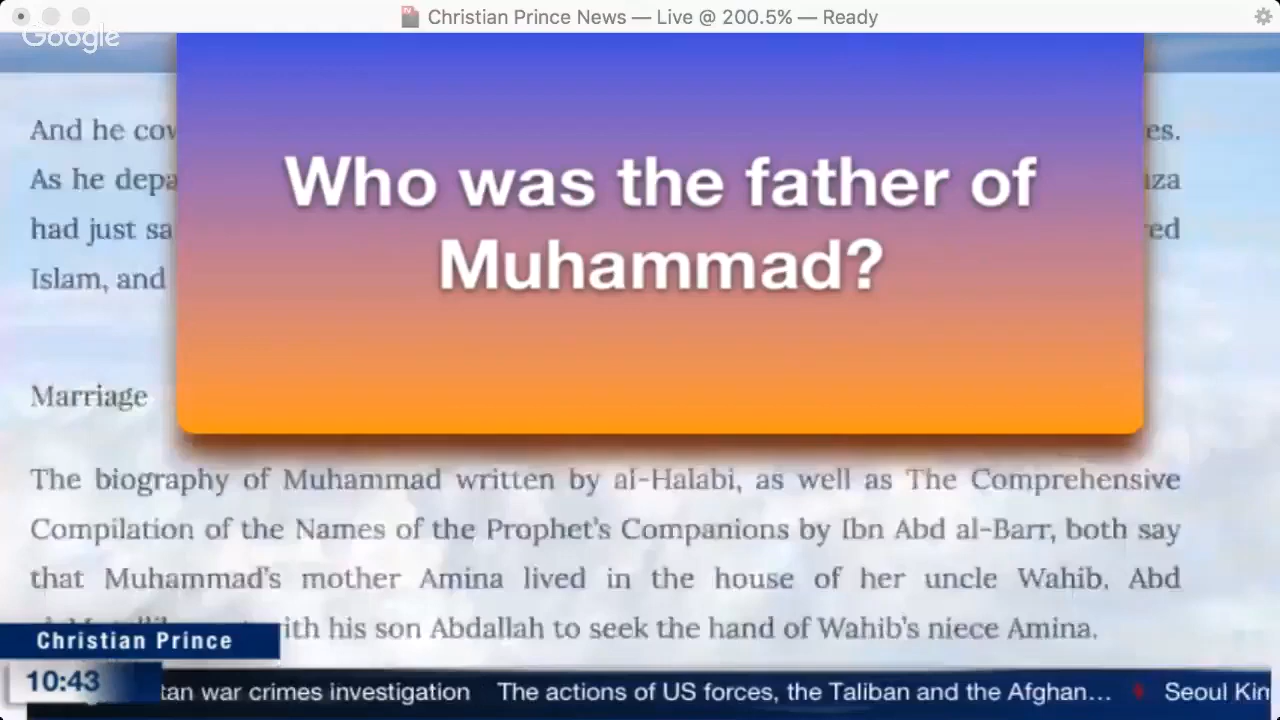 Christian Prince News — Live @ 200.5% — Ready
Google
Who was the father of
Muhammad?
And he cov es.
As he depa iza
had just sa red
Islam, and
Marriage
The biography of Muhammad written by al-Halabi, as well as The Comprehensive
Compilation of the Names of the Prophet's Companions by Ibn Abd al-Barr, both say
that Muhammad's mother Amina lived in the house of her uncle Wahib. Abd
with his son Abdallah to seek the hand of Wahib's niece Amina.
Christian Prince
10:43
tan war crimes investigation The actions of US forces, the Taliban and the Afghan... Seoul Kim